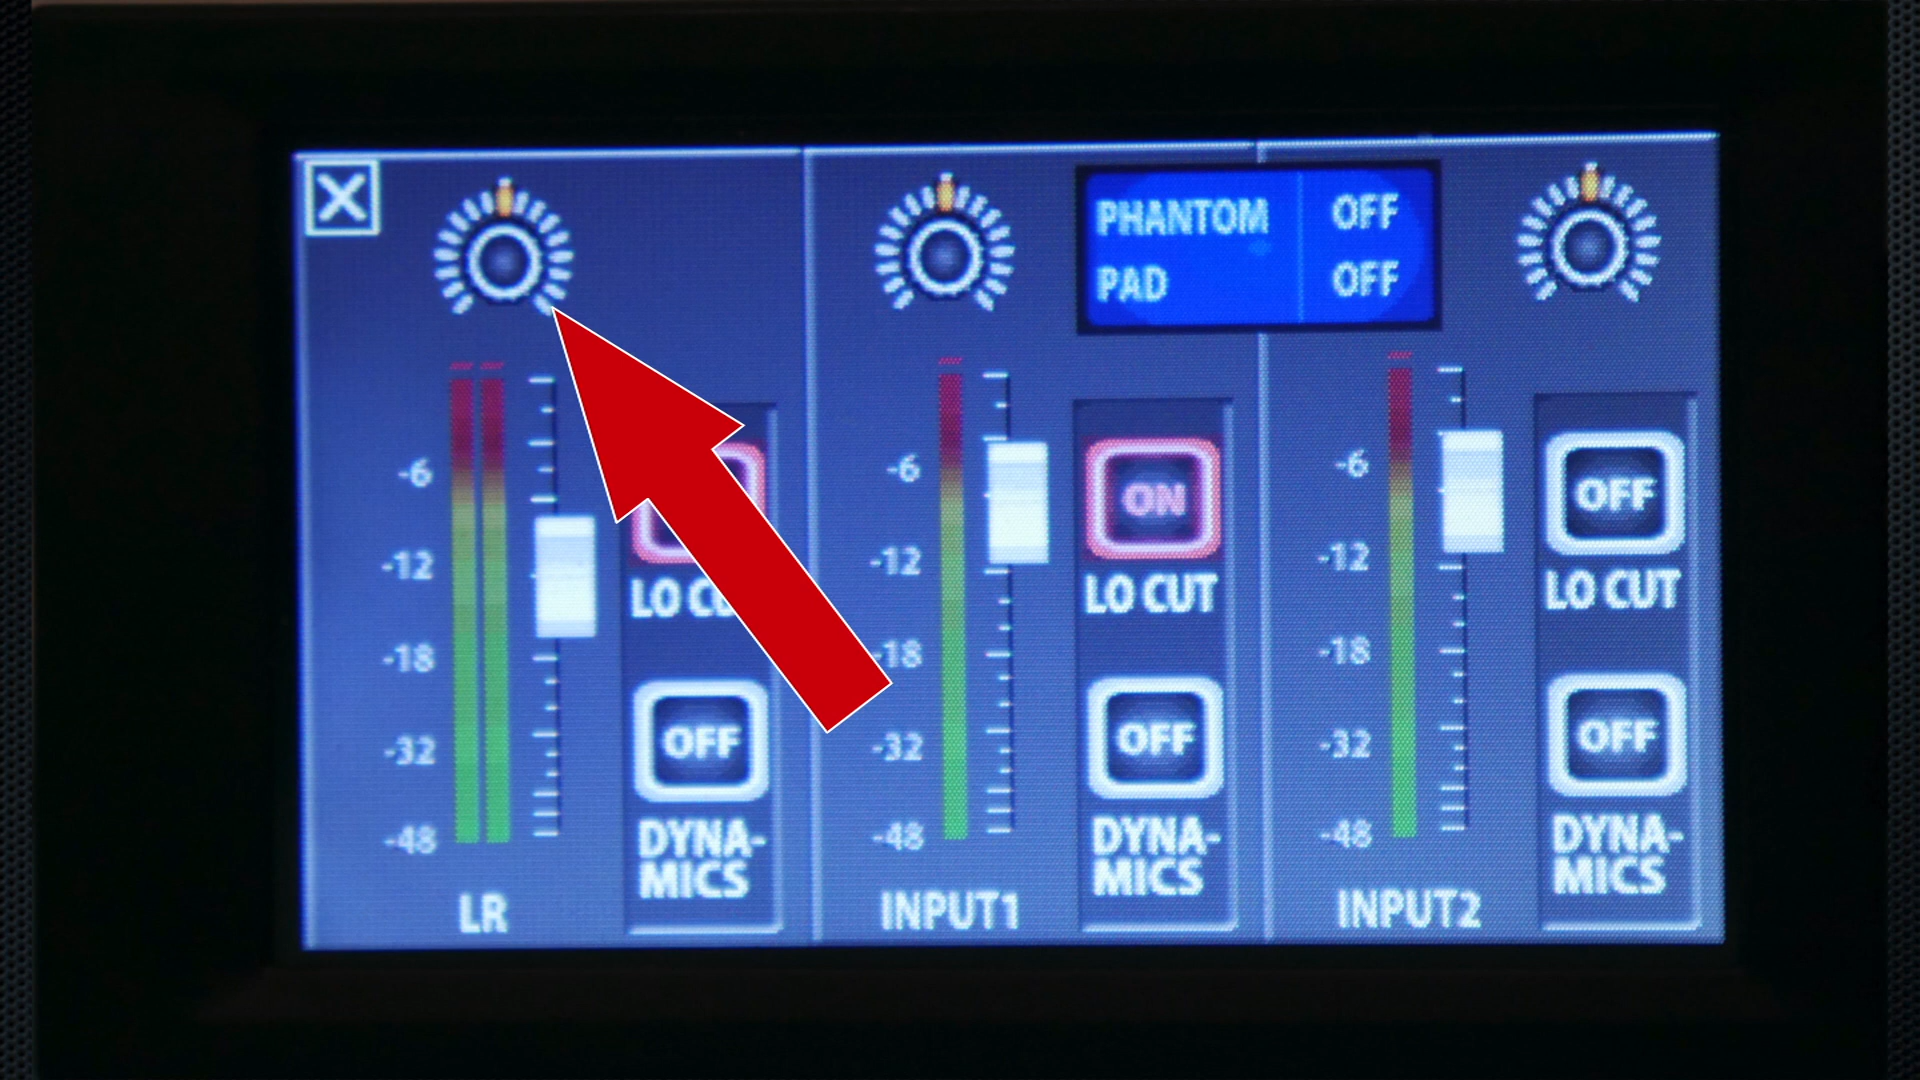 X
PHANTOM OFF
PAD OFF
-6
-12
-18
-32
-48
LR
LO
OFF
DYNA-
MICS
-6
-12
-18
-32
-48
INPUT1
ON
LO CUT
OFF
DYNA-
MICS
-6
-12
-18
-32
-48
INPUT2
OFF
LO CUT
OFF
DYNA-
MICS